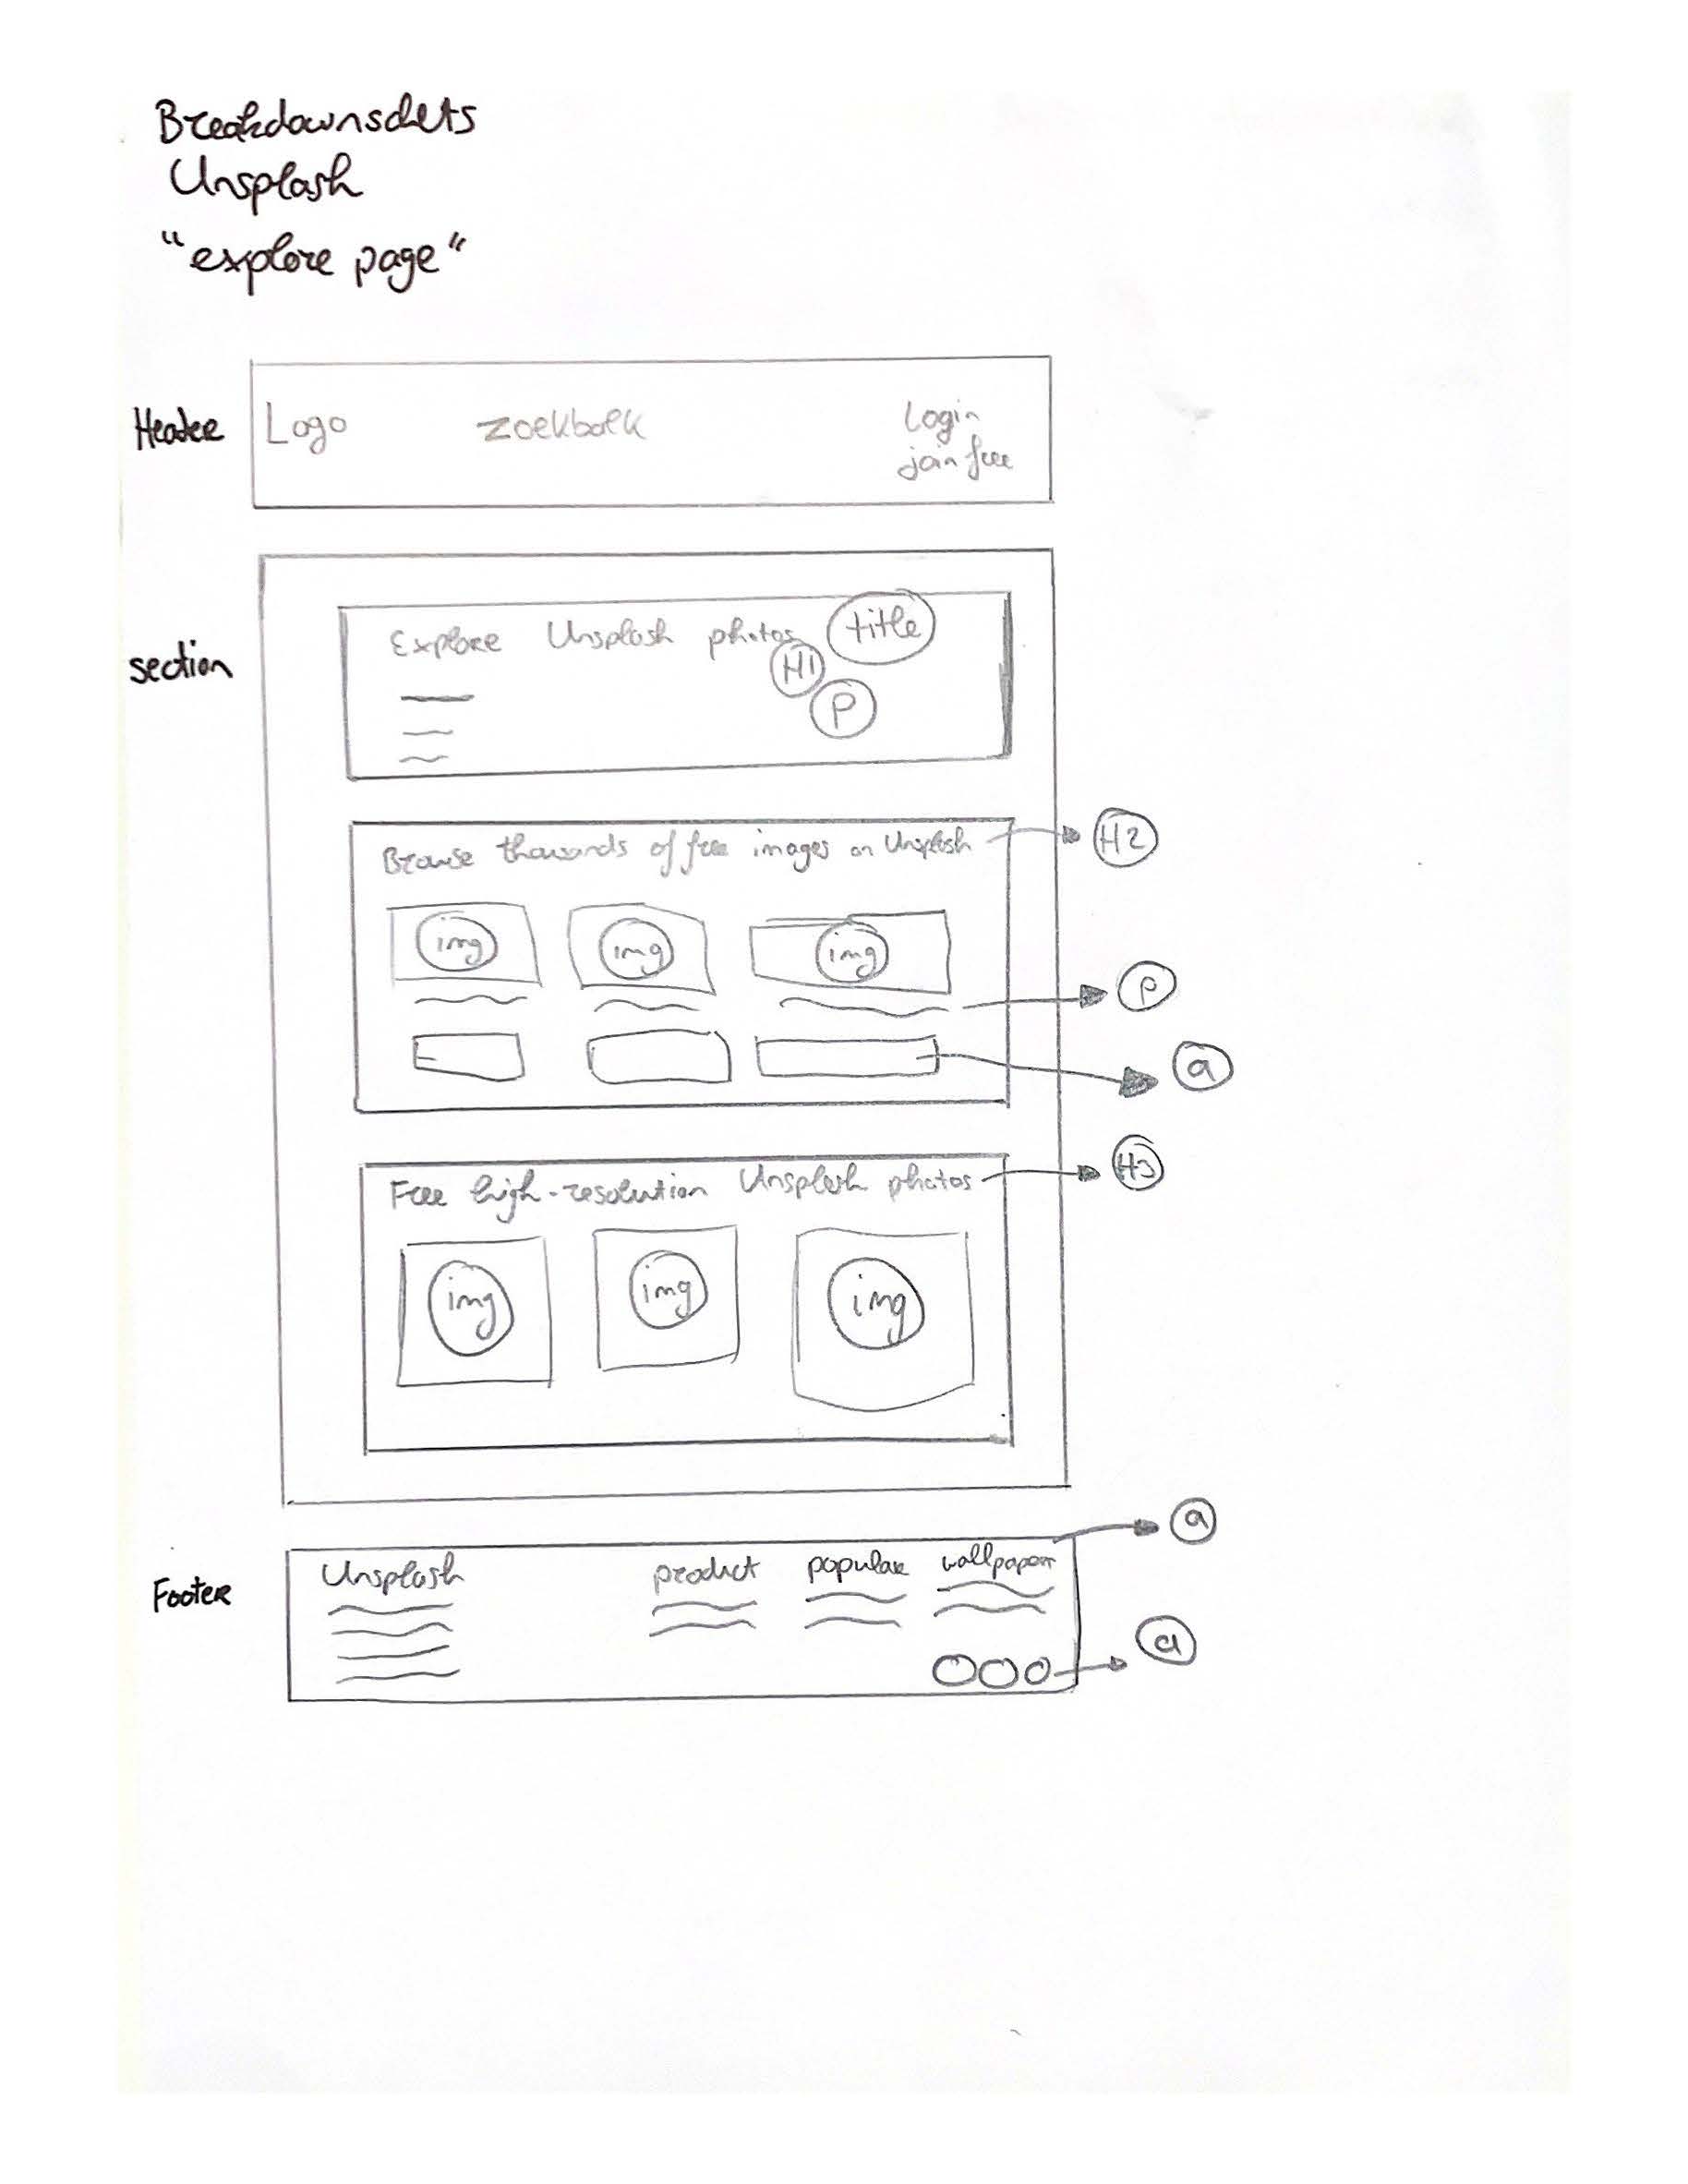 Breakdownschets
Unsplash
"explore page"
Header
Logo zoekbalk Login
join free
section
Explore Unsplash photos title
H1
P
Browse thousands of free images on Unsplash H2
img img img
P
a
Free high-resolution Unsplash photos H3
img img img
a
Footer
Unsplash product popular wallpapers
a